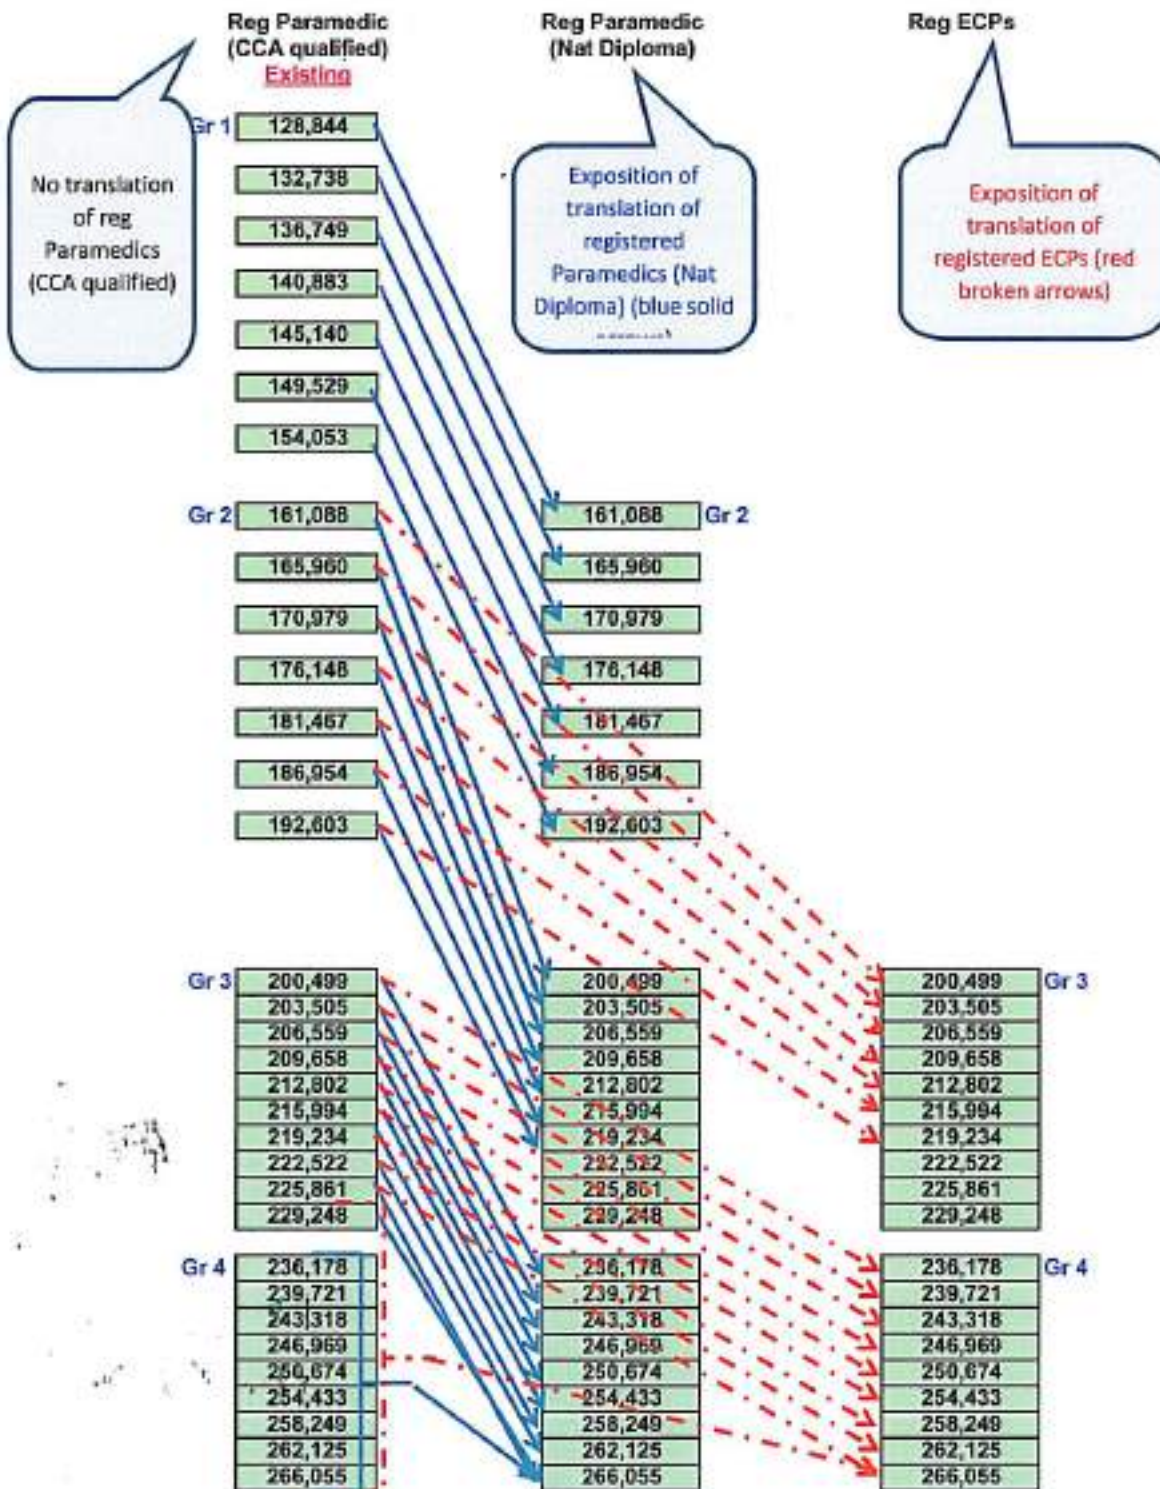 Reg Paramedic
(CCA qualified)
Existing
Reg Paramedic
(Nat Diploma)
Reg ECPs
No translation
of reg
Paramedics
(CCA qualified)
Exposition of
translation of
registered
Paramedics (Nat
Diploma) (blue solid
Exposition of
translation of
registered ECPs (red
broken arrows)
Gr 1 128,844
132,738
136,749
140,883
145,140
149,529
154,053
Gr 2 161,088 161,088 Gr 2
165,960 165,960
170,979 170,979
176,148 176,148
181,467 181,467
186,954 186,954
192,603 192,603
Gr 3 200,499 200,499 200,499 Gr 3
203,505 203,505 203,505
206,559 206,559 206,559
209,658 209,658 209,658
212,802 212,802 212,802
215,994 215,994 215,994
219,234 219,234 219,234
222,522 222,522 222,522
225,861 225,861 225,861
229,248 229,248 229,248
Gr 4 236,178 236,178 236,178 Gr 4
239,721 239,721 239,721
243,318 243,318 243,318
246,969 246,969 246,969
250,674 250,674 250,674
254,433 254,433 254,433
258,249 258,249 258,249
262,125 262,125 262,125
266,055 266,055 266,055